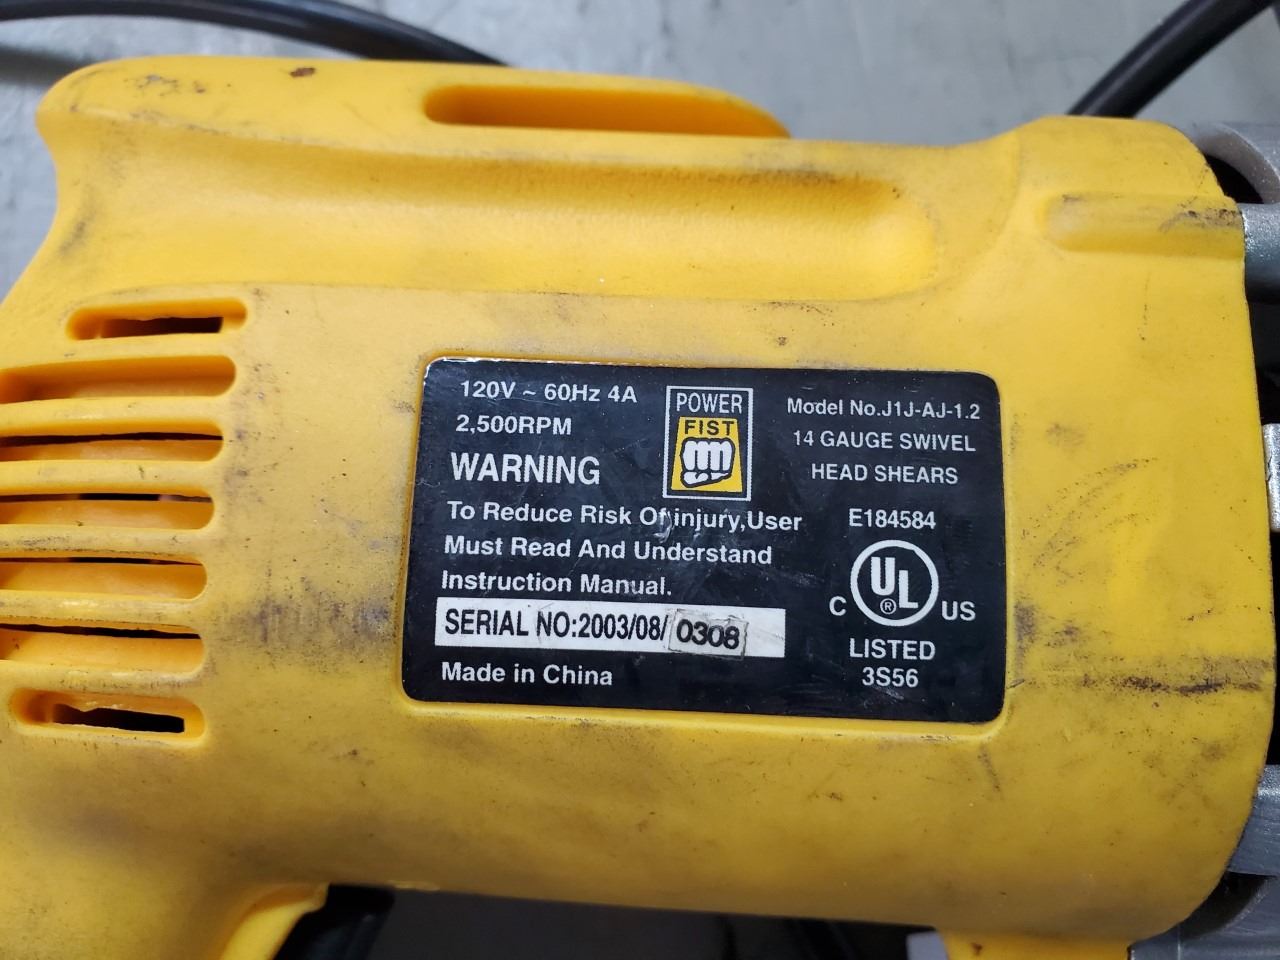 120V ~ 60Hz 4A
2,500RPM
WARNING
POWER
FIST
Model No.J1J-AJ-1.2
14 GAUGE SWIVEL
HEAD SHEARS
To Reduce Risk Of injury,User
Must Read And Understand
Instruction Manual.
SERIAL NO:2003/08/ 0308
Made in China
E184584
C UL ® US
LISTED
3S56